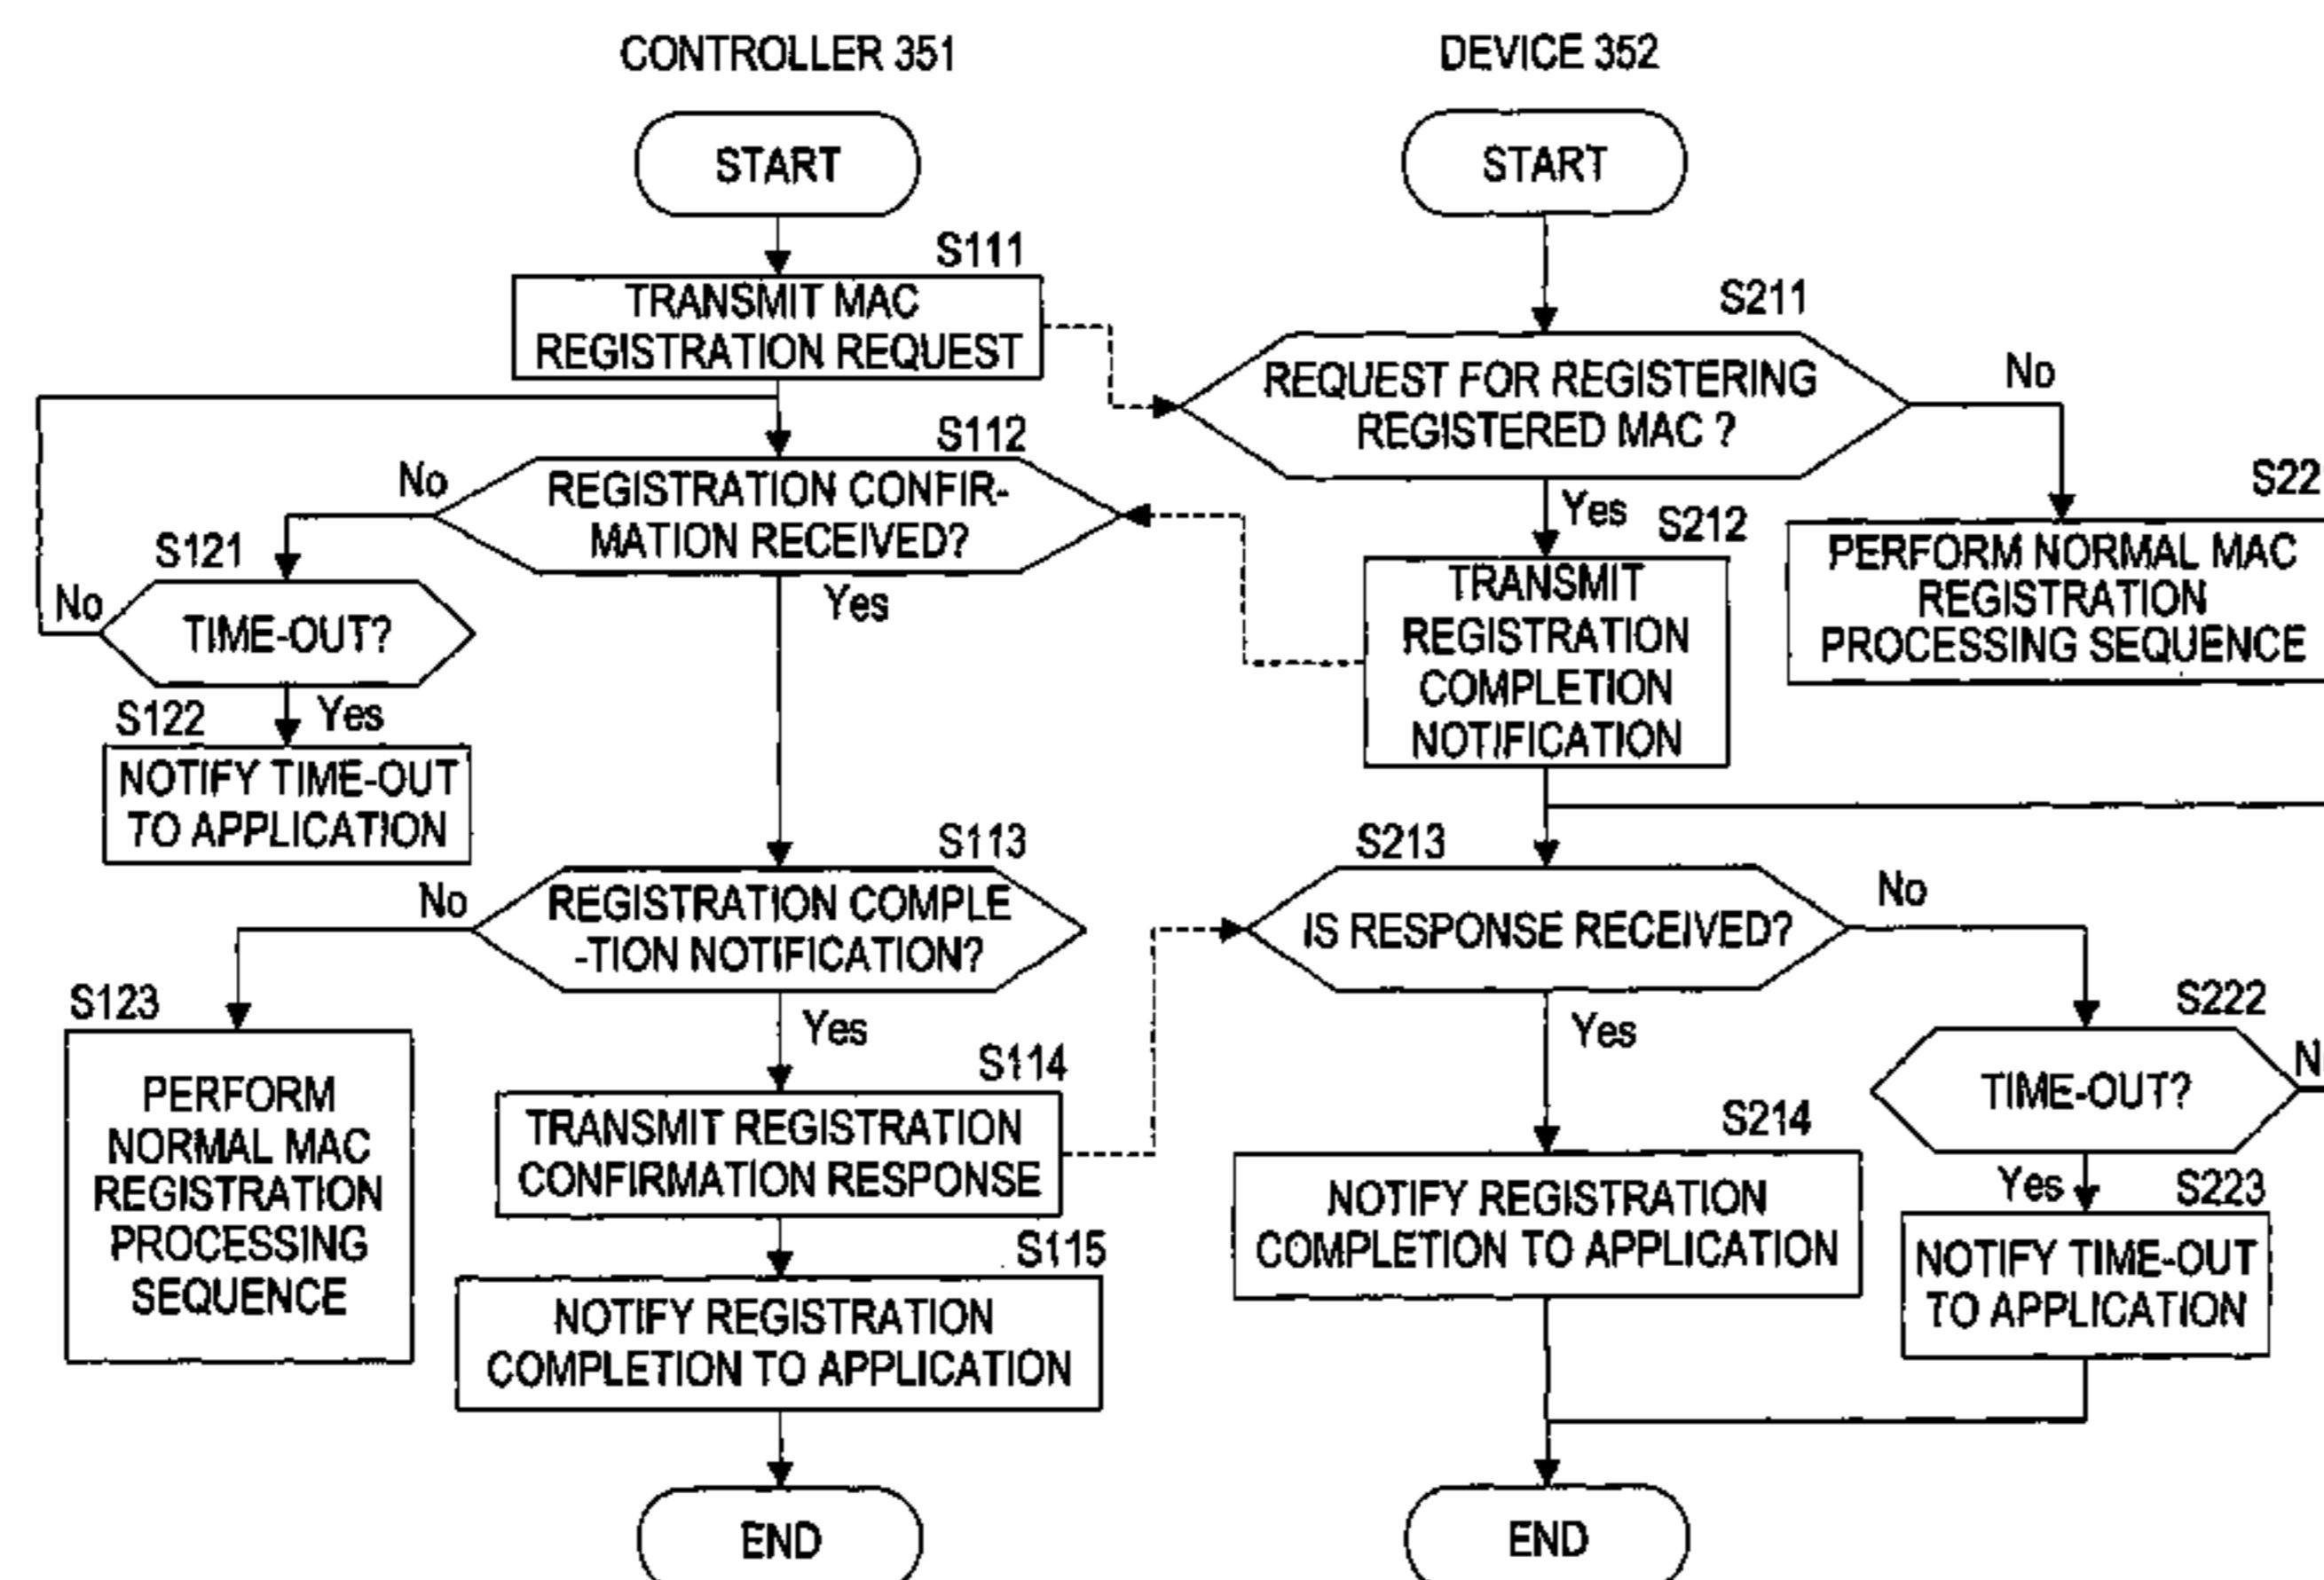 CONTROLLER 351
START
S111
TRANSMIT MAC
REGISTRATION REQUEST
S112
REGISTRATION CONFIR-
MATION RECEIVED?
No
Yes
S121
TIME-OUT?
No
Yes
S122
NOTIFY TIME-OUT
TO APPLICATION
S113
REGISTRATION COMPLE
-TION NOTIFICATION?
No
Yes
S123
PERFORM
NORMAL MAC
REGISTRATION
PROCESSING
SEQUENCE
S114
TRANSMIT REGISTRATION
CONFIRMATION RESPONSE
S115
NOTIFY REGISTRATION
COMPLETION TO APPLICATION
END
DEVICE 352
START
S211
REQUEST FOR REGISTERING
REGISTERED MAC ?
No
Yes
S22
PERFORM NORMAL MAC
REGISTRATION
PROCESSING SEQUENCE
S212
TRANSMIT
REGISTRATION
COMPLETION
NOTIFICATION
S213
IS RESPONSE RECEIVED?
No
Yes
S222
TIME-OUT?
N
Yes
S223
NOTIFY TIME-OUT
TO APPLICATION
S214
NOTIFY REGISTRATION
COMPLETION TO APPLICATION
END